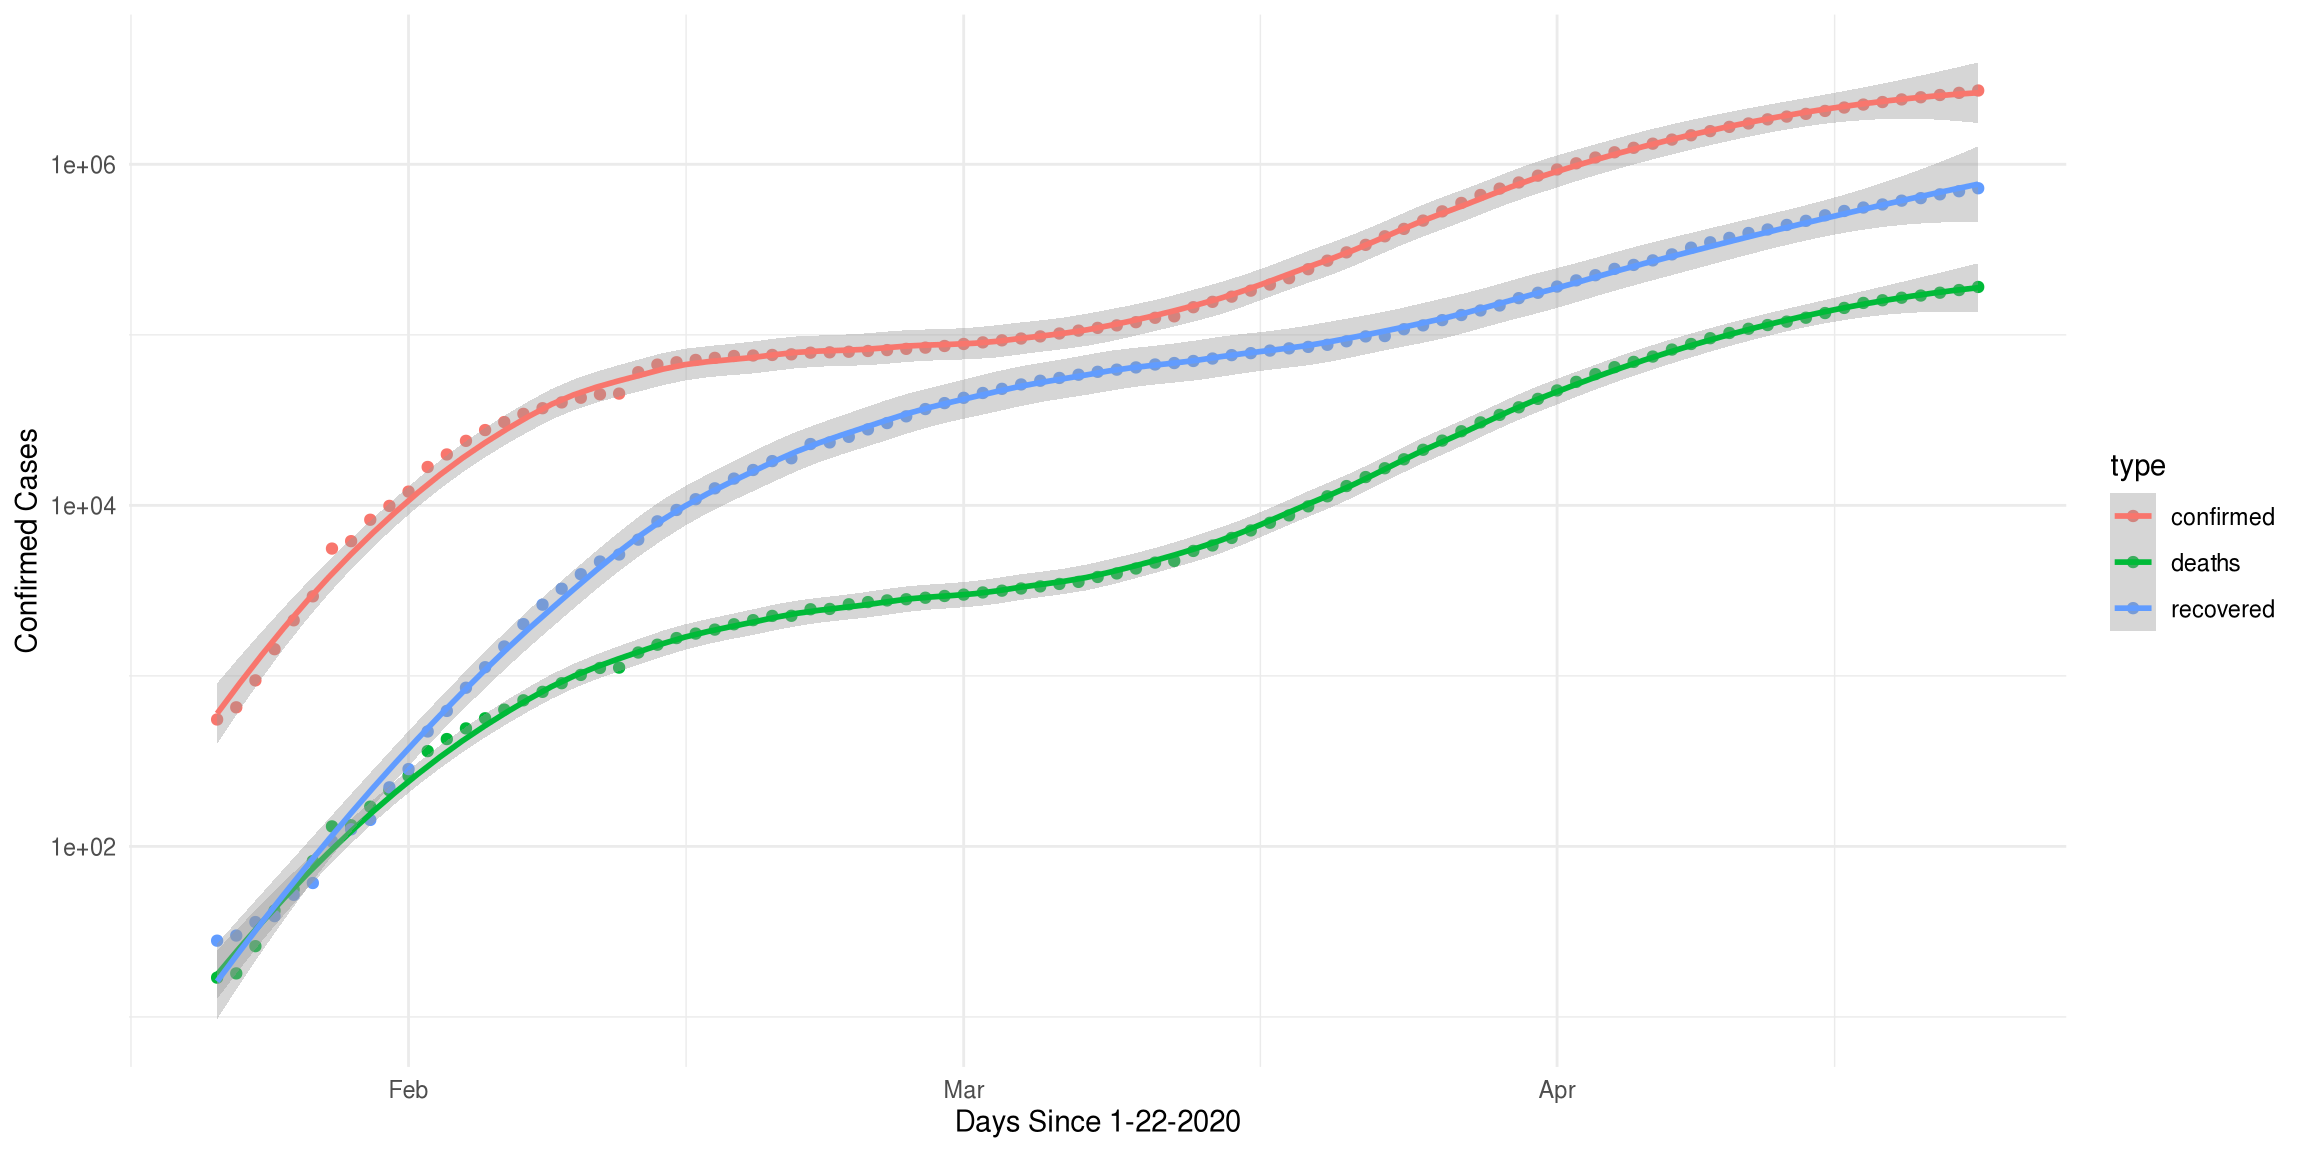 Confirmed Cases
1e+06
1e+04
1e+02
Feb
Mar
Apr
Days Since 1-22-2020
type
confirmed
deaths
recovered